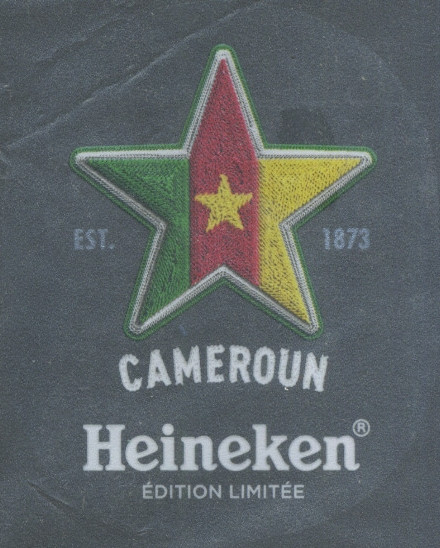 EST. 1873
CAMEROUN
Heineken®
ÉDITION LIMITÉE